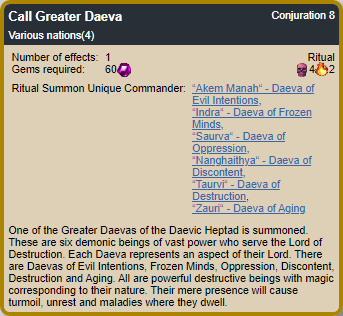 Call Greater Daeva Conjuration 8
Various nations(4)
Number of effects: 1 Ritual
Gems required: 60 4 2
Ritual Summon Unique Commander: "Akem Manah" - Daeva of
Evil Intentions,
"Indra" - Daeva of Frozen
Minds,
"Saurva" - Daeva of
Oppression,
"Nanghaithya" - Daeva of
Discontent,
"Taurvi" - Daeva of
Destruction,
"Zauri" - Daeva of Aging
One of the Greater Daevas of the Daevic Heptad is summoned.
These are six demonic beings of vast power who serve the Lord of
Destruction. Each Daeva represents an aspect of their Lord. There
are Daevas of Evil Intentions, Frozen Minds, Oppression, Discontent,
Destruction and Aging. All are powerful destructive beings with magic
corresponding to their nature. Their mere presence will cause
turmoil, unrest and maladies where they dwell.